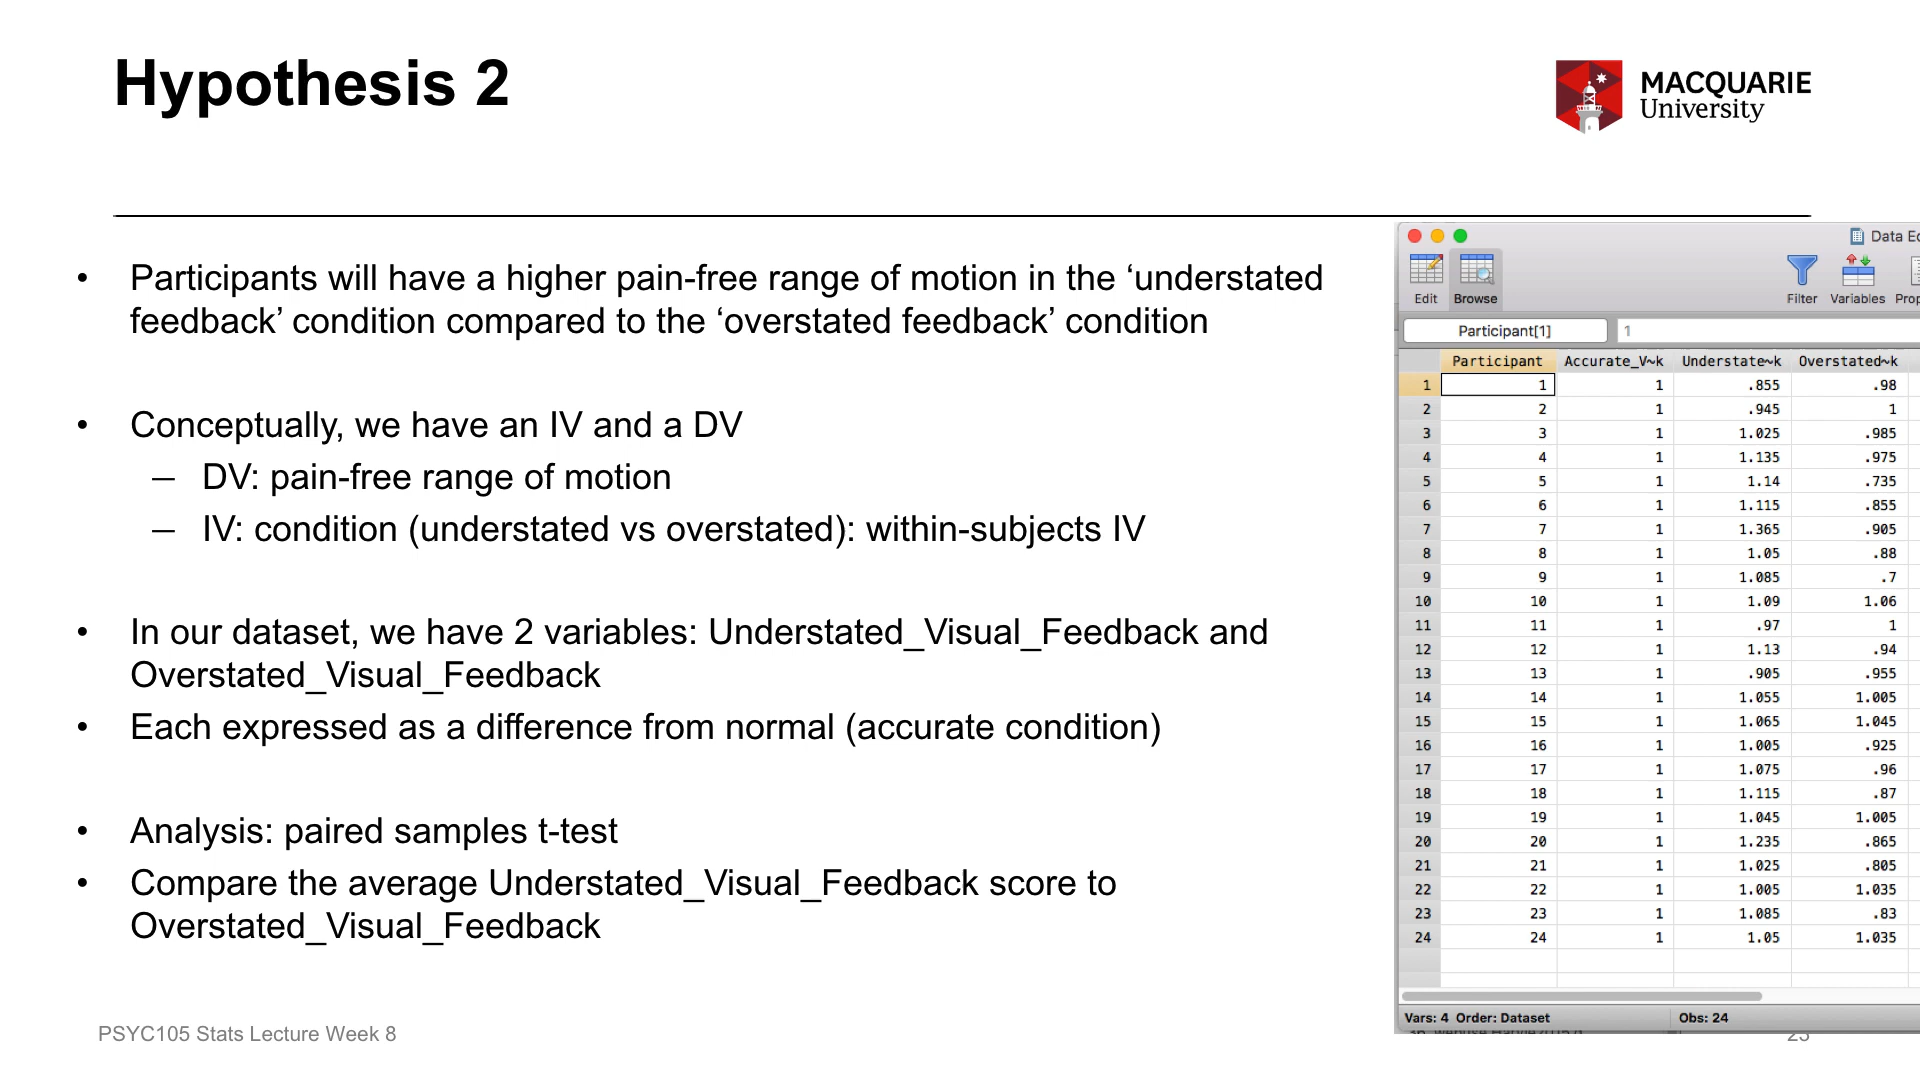 Hypothesis 2
MACQUARIE
University
• Participants will have a higher pain-free range of motion in the ‘understated
feedback’ condition compared to the ‘overstated feedback’ condition
• Conceptually, we have an IV and a DV
– DV: pain-free range of motion
– IV: condition (understated vs overstated): within-subjects IV
• In our dataset, we have 2 variables: Understated_Visual_Feedback and
Overstated_Visual_Feedback
• Each expressed as a difference from normal (accurate condition)
• Analysis: paired samples t-test
• Compare the average Understated_Visual_Feedback score to
Overstated_Visual_Feedback
Data Ed
Edit Browse Filter Variables Prop
Participant[1] 1
Participant Accurate_V~k Understate~k Overstated~k
1 1 1 .855 .98
2 2 1 .945 1
3 3 1 1.025 .985
4 4 1 1.135 .975
5 5 1 1.14 .735
6 6 1 1.115 .855
7 7 1 1.365 .905
8 8 1 1.05 .88
9 9 1 1.085 .7
10 10 1 1.09 1.06
11 11 1 .97 1
12 12 1 1.13 .94
13 13 1 .905 .955
14 14 1 1.055 1.005
15 15 1 1.065 1.045
16 16 1 1.005 .925
17 17 1 1.075 .96
18 18 1 1.115 .87
19 19 1 1.045 1.005
20 20 1 1.235 .865
21 21 1 1.025 .805
22 22 1 1.005 1.035
23 23 1 1.085 .83
24 24 1 1.05 1.035
Vars: 4 Order: Dataset Obs: 24
PSYC105 Stats Lecture Week 8